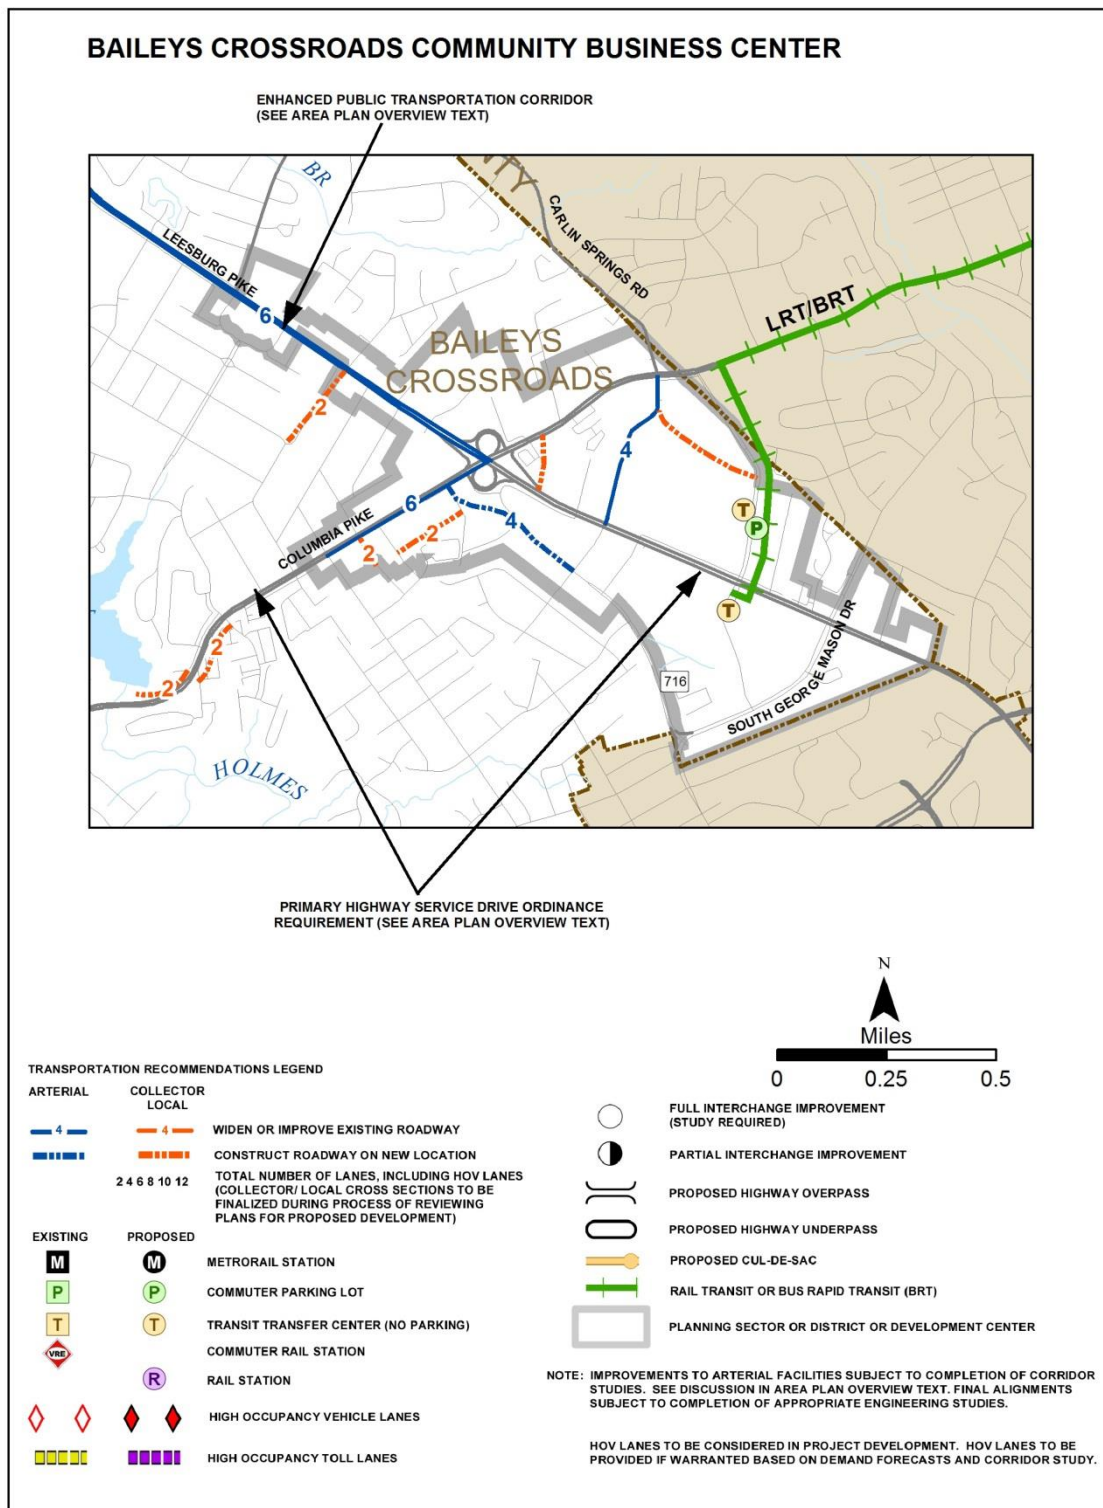 BAILEYS CROSSROADS COMMUNITY BUSINESS CENTER
ENHANCED PUBLIC TRANSPORTATION CORRIDOR
(SEE AREA PLAN OVERVIEW TEXT)
BR
NTY
CARLIN SPRINGS RD
LEESBURG PIKE
6
LRT/BRT
BAILEYS
CROSSROADS
2
4
6
COLUMBIA PIKE
2
2
4
T
P
T
2
2
716
SOUTH GEORGE MASON DR
HOLMES
PRIMARY HIGHWAY SERVICE DRIVE ORDINANCE
REQUIREMENT (SEE AREA PLAN OVERVIEW TEXT)
N
Miles
0 0.25 0.5
TRANSPORTATION RECOMMENDATIONS LEGEND
ARTERIAL COLLECTOR
LOCAL
4 4 WIDEN OR IMPROVE EXISTING ROADWAY
CONSTRUCT ROADWAY ON NEW LOCATION
2 4 6 8 10 12 TOTAL NUMBER OF LANES, INCLUDING HOV LANES
(COLLECTOR/ LOCAL CROSS SECTIONS TO BE
FINALIZED DURING PROCESS OF REVIEWING
PLANS FOR PROPOSED DEVELOPMENT)
EXISTING PROPOSED
M M METRORAIL STATION
P P COMMUTER PARKING LOT
T T TRANSIT TRANSFER CENTER (NO PARKING)
VRE COMMUTER RAIL STATION
R RAIL STATION
HIGH OCCUPANCY VEHICLE LANES
HIGH OCCUPANCY TOLL LANES
FULL INTERCHANGE IMPROVEMENT
(STUDY REQUIRED)
PARTIAL INTERCHANGE IMPROVEMENT
PROPOSED HIGHWAY OVERPASS
PROPOSED HIGHWAY UNDERPASS
PROPOSED CUL-DE-SAC
RAIL TRANSIT OR BUS RAPID TRANSIT (BRT)
PLANNING SECTOR OR DISTRICT OR DEVELOPMENT CENTER
NOTE: IMPROVEMENTS TO ARTERIAL FACILITIES SUBJECT TO COMPLETION OF CORRIDOR
STUDIES. SEE DISCUSSION IN AREA PLAN OVERVIEW TEXT. FINAL ALIGNMENTS
SUBJECT TO COMPLETION OF APPROPRIATE ENGINEERING STUDIES.
HOV LANES TO BE CONSIDERED IN PROJECT DEVELOPMENT. HOV LANES TO BE
PROVIDED IF WARRANTED BASED ON DEMAND FORECASTS AND CORRIDOR STUDY.